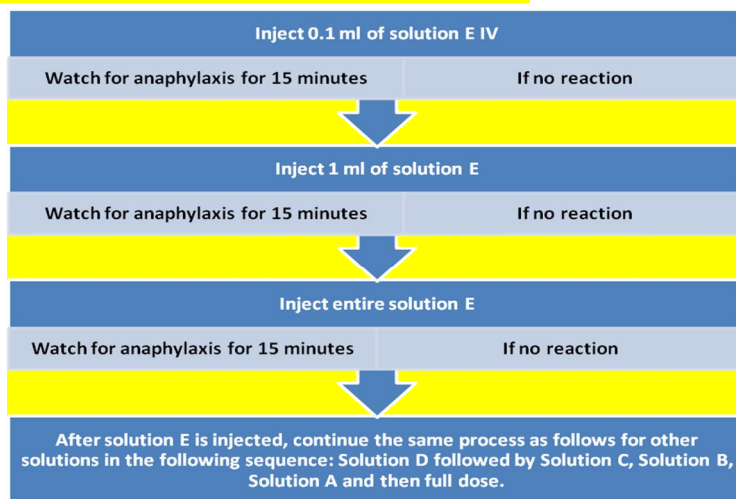 Inject 0.1 ml of solution E IV
Watch for anaphylaxis for 15 minutes
If no reaction
Inject 1 ml of solution E
Watch for anaphylaxis for 15 minutes
If no reaction
Inject entire solution E
Watch for anaphylaxis for 15 minutes
If no reaction
After solution E is injected, continue the same process as follows for other
solutions in the following sequence: Solution D followed by Solution C, Solution B,
Solution A and then full dose.